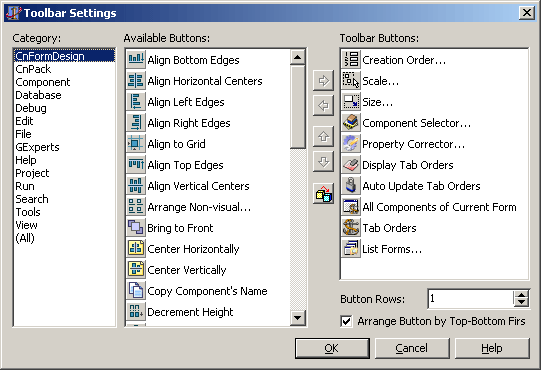 Toolbar Settings
Category:
CnFormDesign
CnPack
Component
Database
Debug
Edit
File
GExperts
Help
Project
Run
Search
Tools
View
(All)
Available Buttons:
Align Bottom Edges
Align Horizontal Centers
Align Left Edges
Align Right Edges
Align to Grid
Align Top Edges
Align Vertical Centers
Arrange Non-visual...
Bring to Front
Center Horizontally
Center Vertically
Copy Component's Name
Decrement Height
Toolbar Buttons:
Creation Order...
Scale...
Size...
Component Selector...
Property Corrector...
Display Tab Orders
Auto Update Tab Orders
All Components of Current Form
Tab Orders
List Forms...
Button Rows: 1
Arrange Button by Top-Bottom Firs
OK Cancel Help